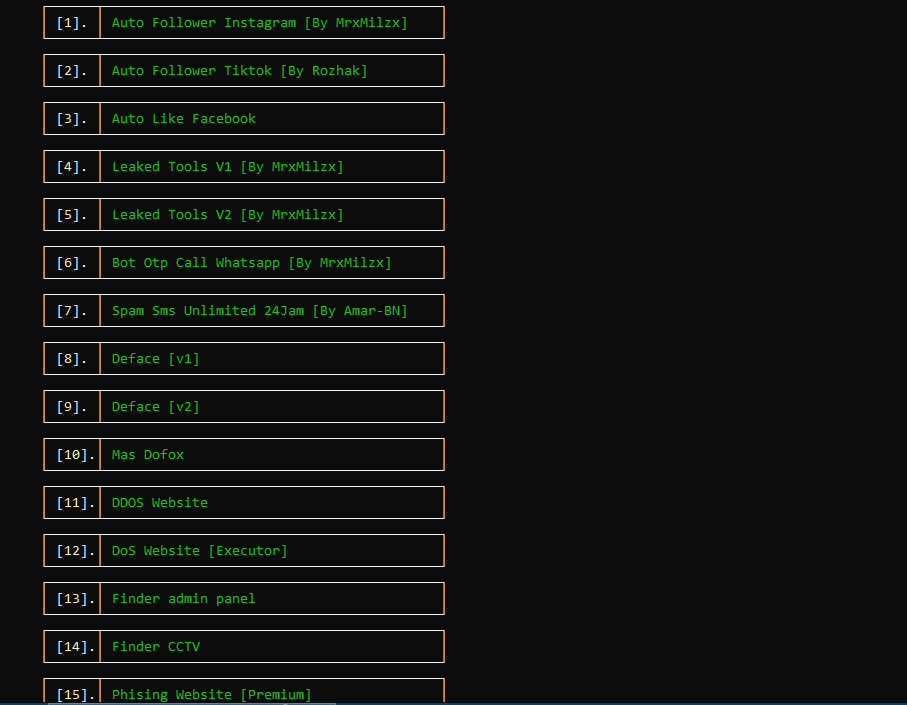 [1]. Auto Follower Instagram [By MrxMilzx]
[2]. Auto Follower Tiktok [By Rozhak]
[3]. Auto Like Facebook
[4]. Leaked Tools V1 [By MrxMilzx]
[5]. Leaked Tools V2 [By MrxMilzx]
[6]. Bot Otp Call Whatsapp [By MrxMilzx]
[7]. Spam Sms Unlimited 24Jam [By Amar-BN]
[8]. Deface [v1]
[9]. Deface [v2]
[10]. Mas Dofox
[11]. DDOS Website
[12]. DoS Website [Executor]
[13]. Finder admin panel
[14]. Finder CCTV
[15]. Phising Website [Premium]